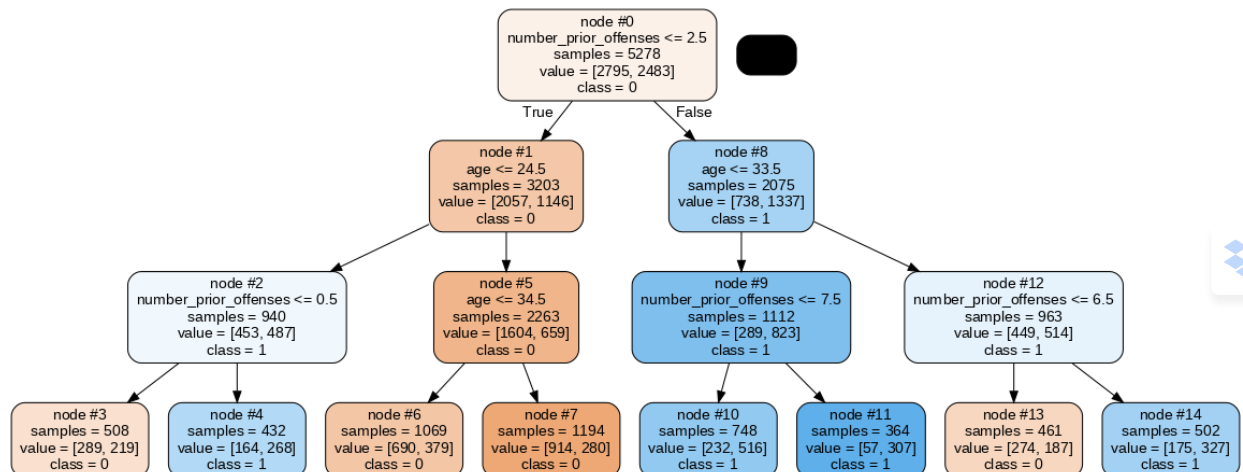 node #0
number_prior_offenses <= 2.5
samples = 5278
value = [2795, 2483]
class = 0
True
False
node #1
age <= 24.5
samples = 3203
value = [2057, 1146]
class = 0
node #8
age <= 33.5
samples = 2075
value = [738, 1337]
class = 1
node #2
number_prior_offenses <= 0.5
samples = 940
value = [453, 487]
class = 1
node #5
age <= 34.5
samples = 2263
value = [1604, 659]
class = 0
node #9
number_prior_offenses <= 7.5
samples = 1112
value = [289, 823]
class = 1
node #12
number_prior_offenses <= 6.5
samples = 963
value = [449, 514]
class = 1
node #3
samples = 508
value = [289, 219]
class = 0
node #4
samples = 432
value = [164, 268]
class = 1
node #6
samples = 1069
value = [690, 379]
class = 0
node #7
samples = 1194
value = [914, 280]
class = 0
node #10
samples = 748
value = [232, 516]
class = 1
node #11
samples = 364
value = [57, 307]
class = 1
node #13
samples = 461
value = [274, 187]
class = 0
node #14
samples = 502
value = [175, 327]
class = 1